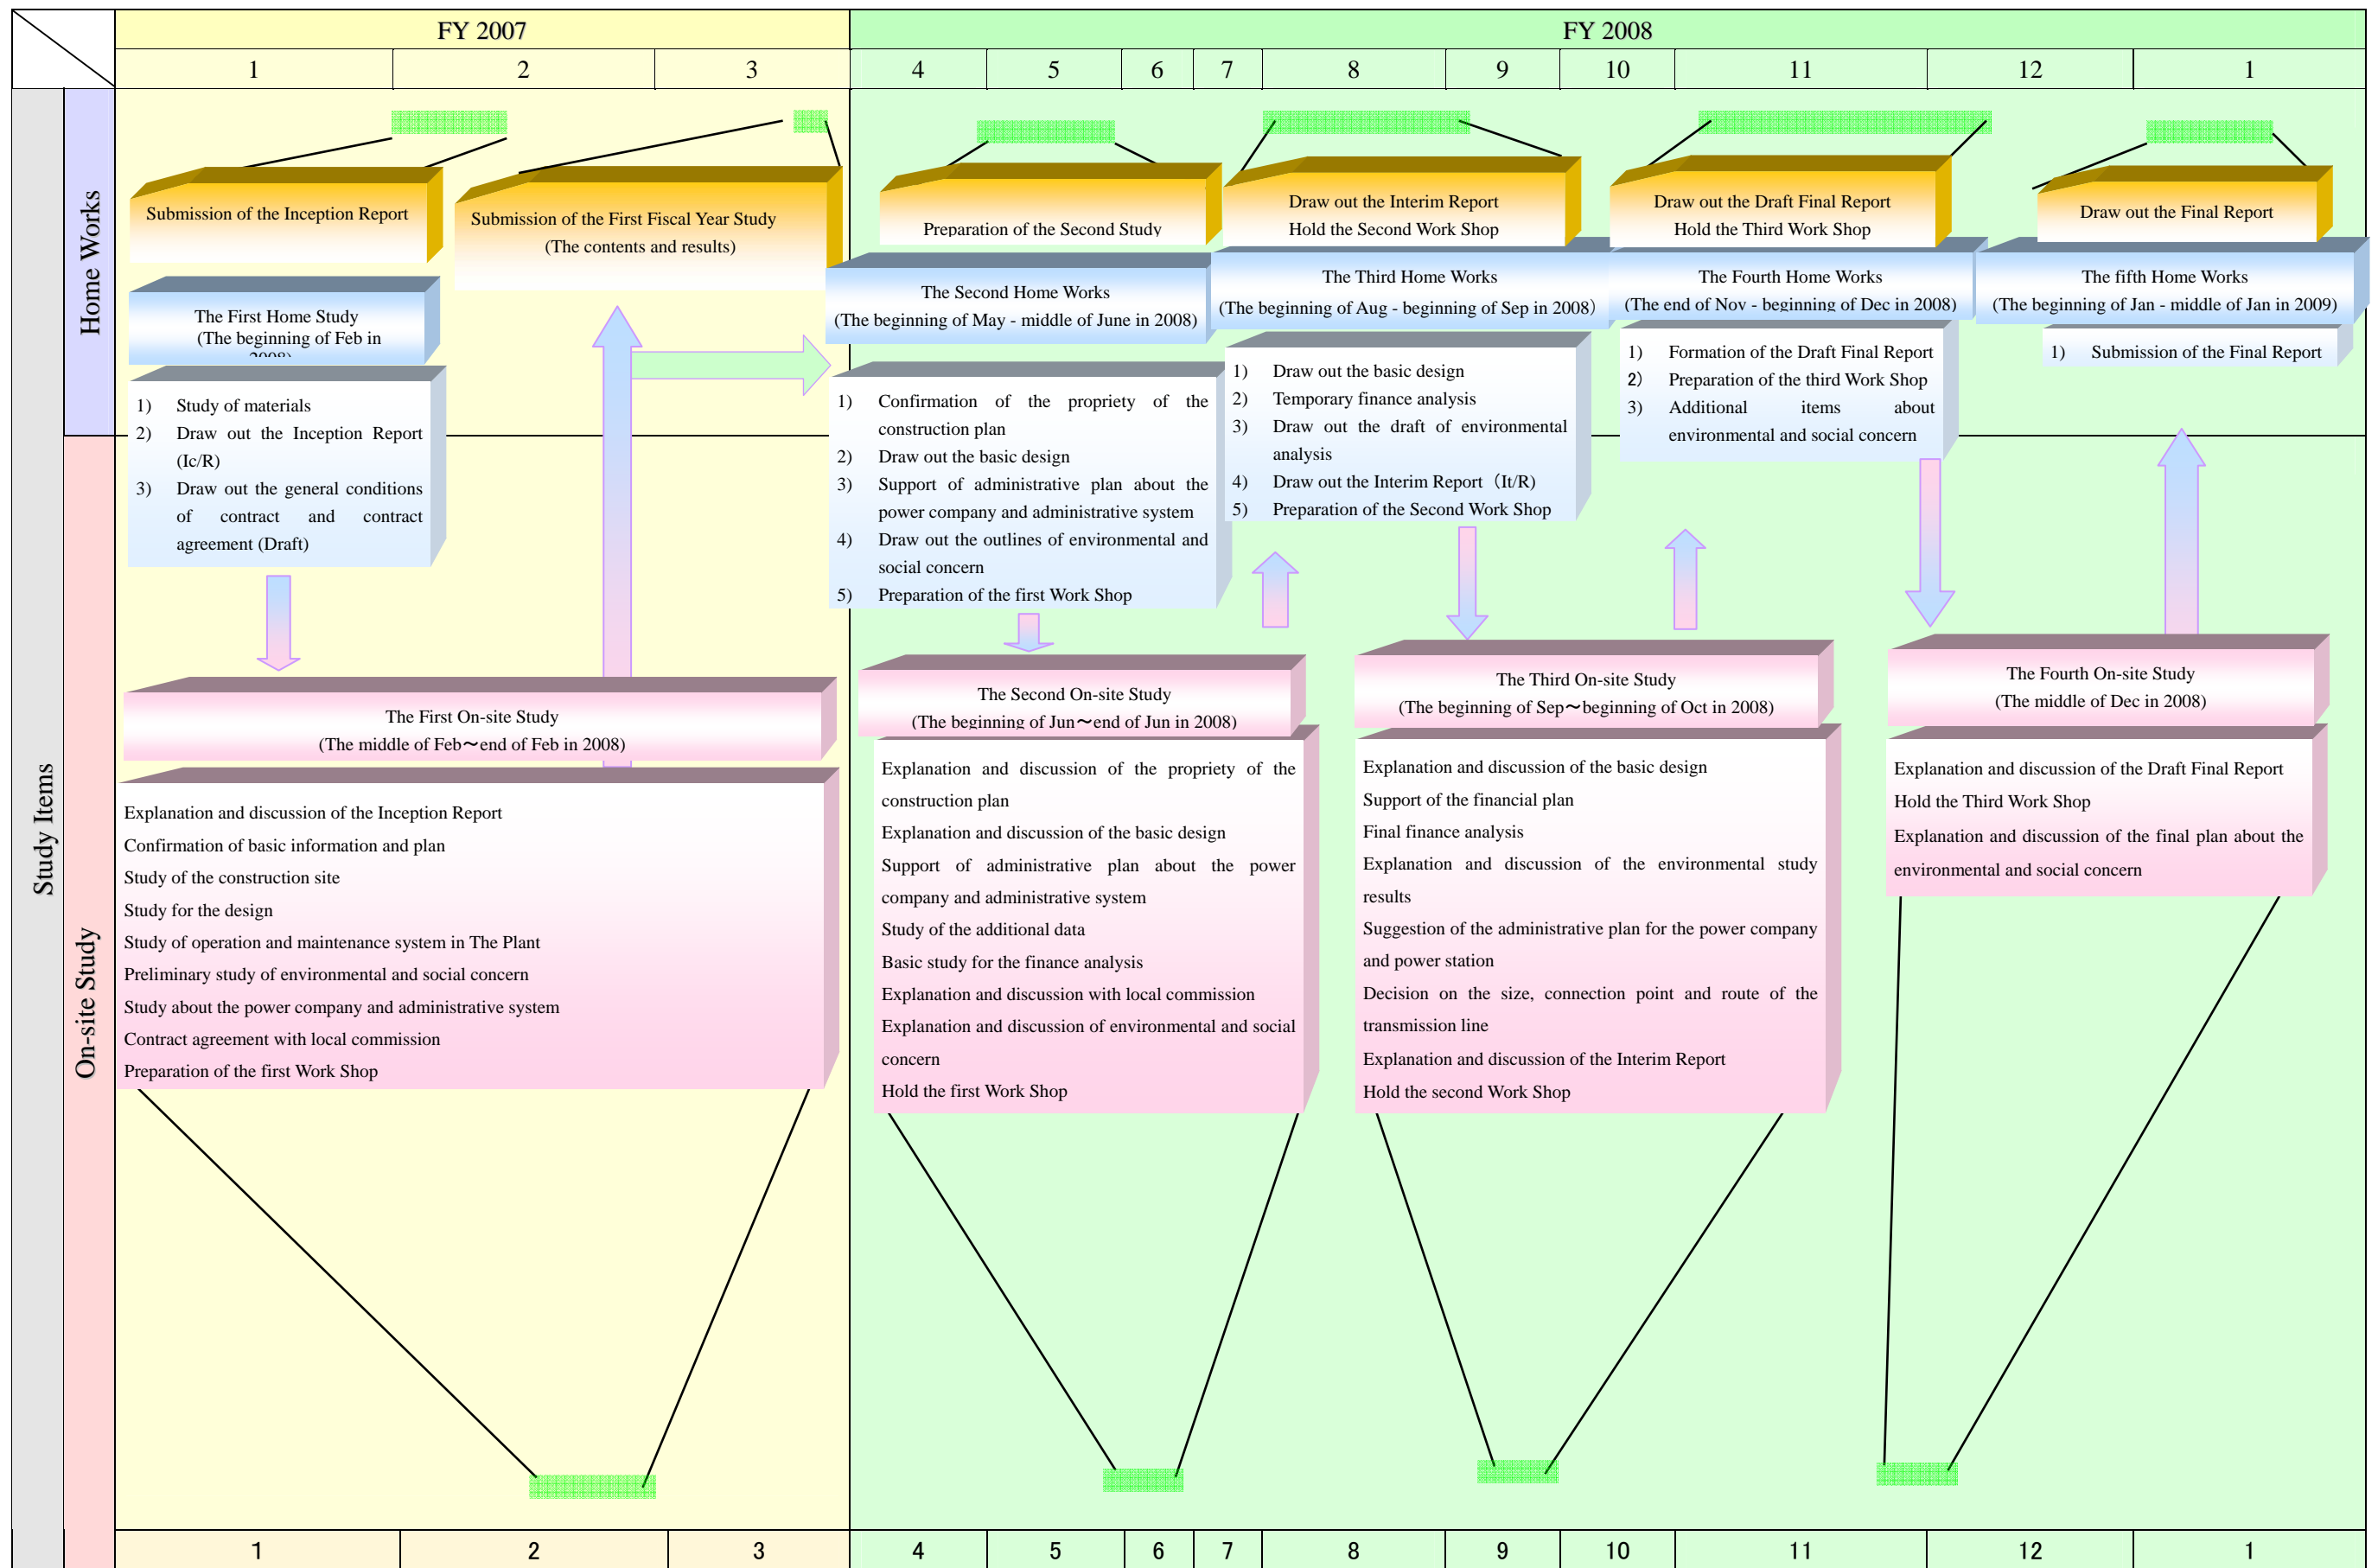 FY 2007
FY 2008
1
2
3
4
5
6
7
8
9
10
11
12
1
Study Items
Home Works
On-site Study
Submission of the Inception Report
The First Home Study
(The beginning of Feb in
2008)
1) Study of materials
2) Draw out the Inception Report
(Ic/R)
3) Draw out the general conditions
of contract and contract
agreement (Draft)
Submission of the First Fiscal Year Study
(The contents and results)
Preparation of the Second Study
The Second Home Works
(The beginning of May - middle of June in 2008)
1) Confirmation of the propriety of the
construction plan
2) Draw out the basic design
3) Support of administrative plan about the
power company and administrative system
4) Draw out the outlines of environmental and
social concern
5) Preparation of the first Work Shop
Draw out the Interim Report
Hold the Second Work Shop
The Third Home Works
(The beginning of Aug - beginning of Sep in 2008)
1) Draw out the basic design
2) Temporary finance analysis
3) Draw out the draft of environmental
analysis
4) Draw out the Interim Report（It/R)
5) Preparation of the Second Work Shop
Draw out the Draft Final Report
Hold the Third Work Shop
The Fourth Home Works
(The end of Nov - beginning of Dec in 2008)
1) Formation of the Draft Final Report
2) Preparation of the third Work Shop
3) Additional items about
environmental and social concern
Draw out the Final Report
The fifth Home Works
(The beginning of Jan - middle of Jan in 2009)
1) Submission of the Final Report
The First On-site Study
(The middle of Feb～end of Feb in 2008)
Explanation and discussion of the Inception Report
Confirmation of basic information and plan
Study of the construction site
Study for the design
Study of operation and maintenance system in The Plant
Preliminary study of environmental and social concern
Study about the power company and administrative system
Contract agreement with local commission
Preparation of the first Work Shop
The Second On-site Study
(The beginning of Jun～end of Jun in 2008)
Explanation and discussion of the propriety of the
construction plan
Explanation and discussion of the basic design
Support of administrative plan about the power
company and administrative system
Study of the additional data
Basic study for the finance analysis
Explanation and discussion with local commission
Explanation and discussion of environmental and social
concern
Hold the first Work Shop
The Third On-site Study
(The beginning of Sep～beginning of Oct in 2008)
Explanation and discussion of the basic design
Support of the financial plan
Final finance analysis
Explanation and discussion of the environmental study
results
Suggestion of the administrative plan for the power company
and power station
Decision on the size, connection point and route of the
transmission line
Explanation and discussion of the Interim Report
Hold the second Work Shop
The Fourth On-site Study
(The middle of Dec in 2008)
Explanation and discussion of the Draft Final Report
Hold the Third Work Shop
Explanation and discussion of the final plan about the
environmental and social concern
1
2
3
4
5
6
7
8
9
10
11
12
1